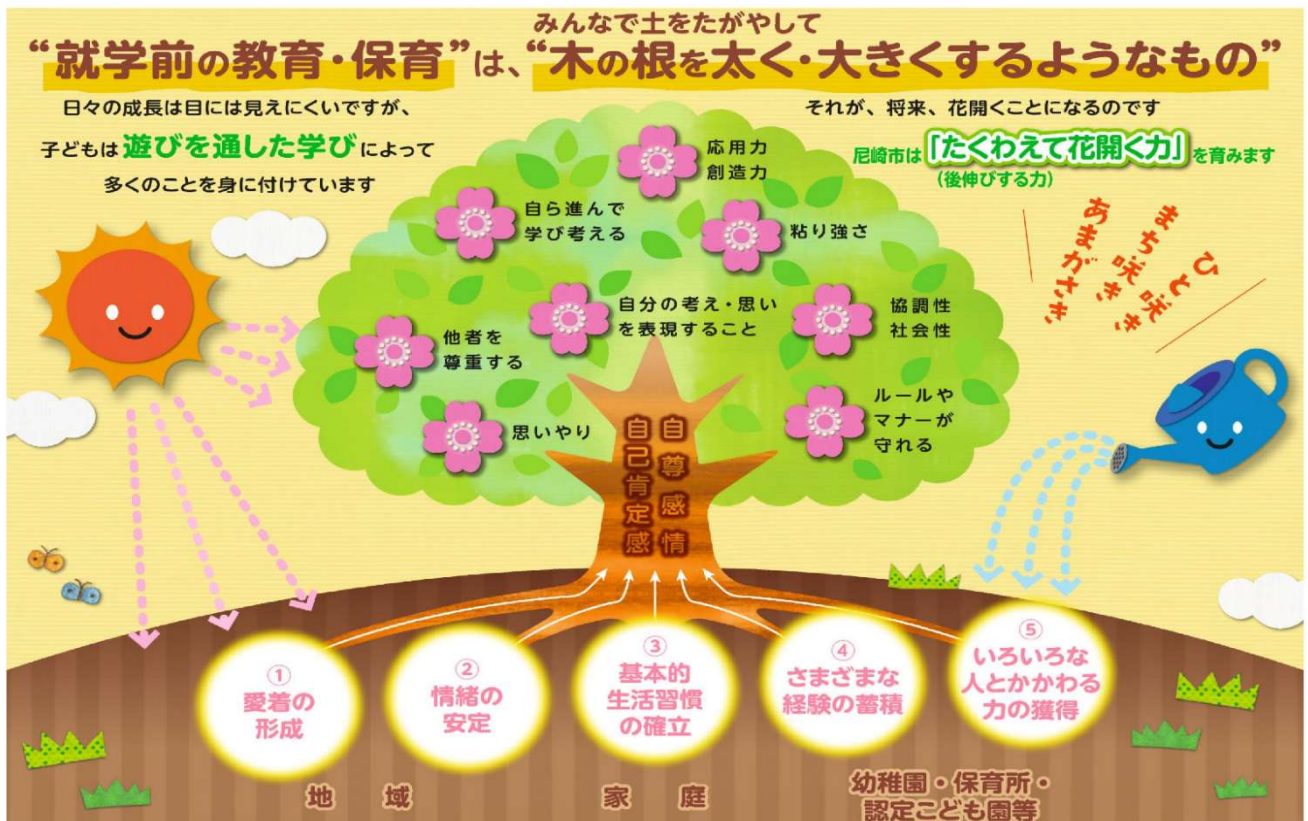 みんなで土をたがやして
“就学前の教育・保育”は、“木の根を太く・大きくするようなもの”
日々の成長は目には見えにくいですが、
子どもは遊びを通した学びによって
多くのことを身に付けています
それが、将来、花開くことになるのです
尼崎市は「たくわえて花開く力」を育みます
(後伸びする力)
ひと咲き
まち咲き
あまがさき
応用力
創造力
自ら進んで
学び考える
粘り強さ
自分の考え・思い
を表現すること
協調性
社会性
他者を
尊重する
思いやり
ルールや
マナーが
守れる
自尊感情
自己肯定感
①
愛着の
形成
②
情緒の
安定
③
基本的
生活習慣
の確立
④
さまざまな
経験の蓄積
⑤
いろいろな
人とかかわる
力の獲得
地域
家庭
幼稚園・保育所・
認定こども園等